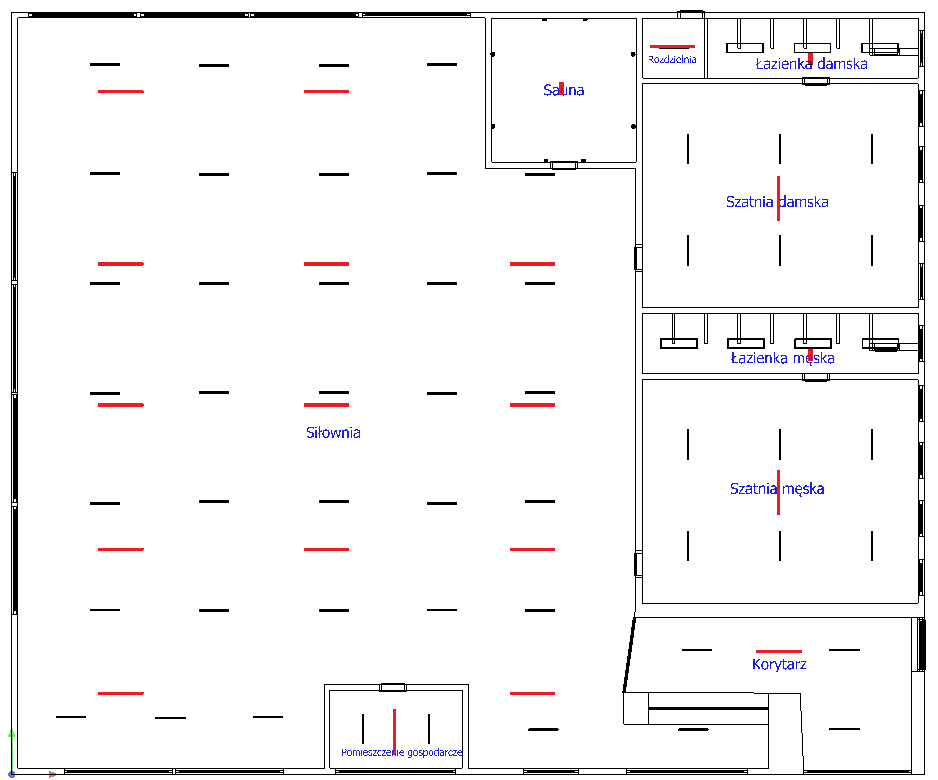 Rozdzielnia
Łazienka damska
Sauna
Szatnia damska
Łazienka męska
Siłownia
Szatnia męska
Korytarz
Pomieszczenie gospodarcze